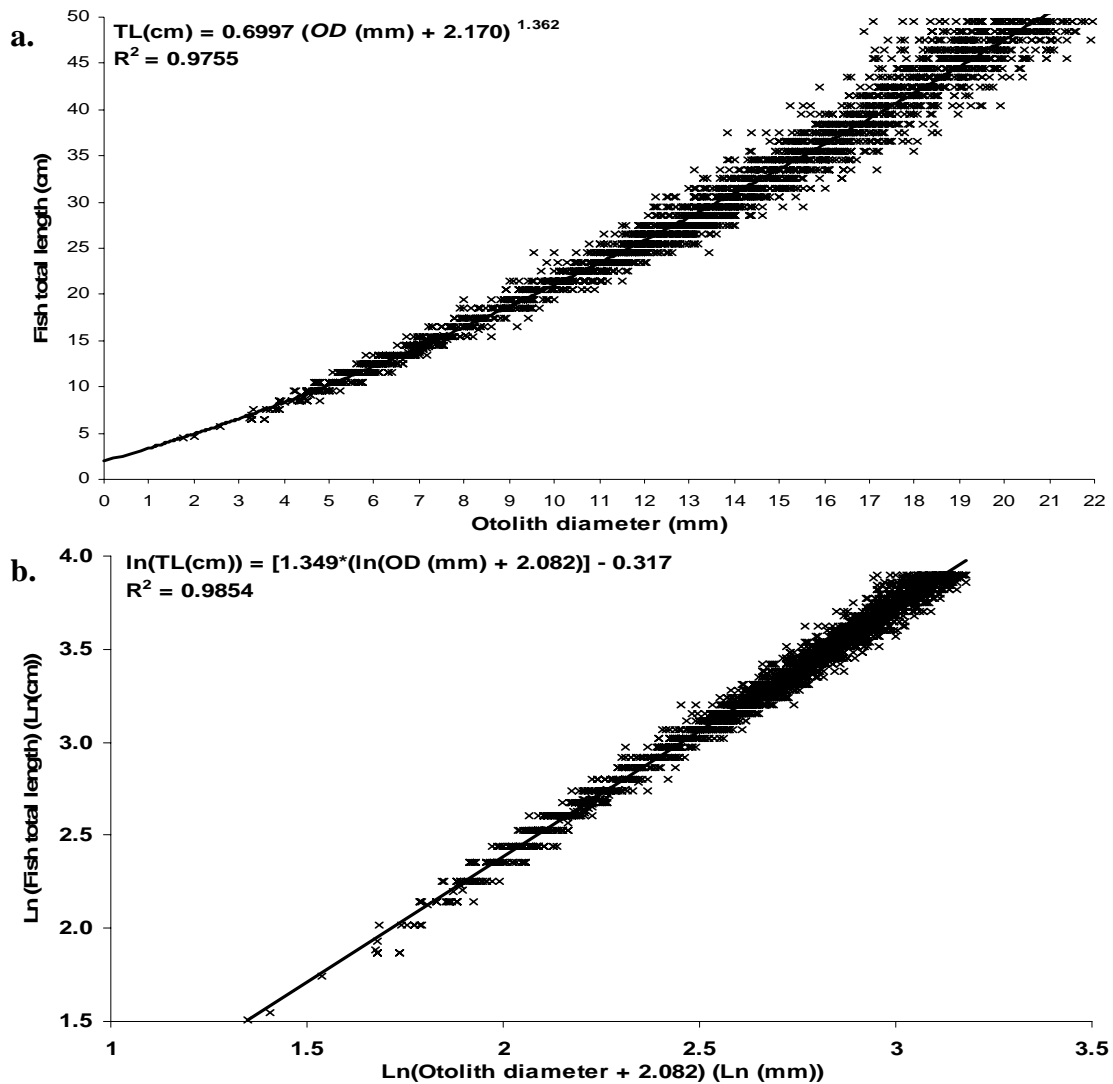 a.
TL(cm) = 0.6997 (OD (mm) + 2.170) 1.362
R2 = 0.9755
Fish total length (cm)
50
45
40
35
30
25
20
15
10
5
0
0 1 2 3 4 5 6 7 8 9 10 11 12 13 14 15 16 17 18 19 20 21 22
Otolith diameter (mm)
b.
ln(TL(cm)) = [1.349*(ln(OD (mm) + 2.082)] - 0.317
R2 = 0.9854
Ln (Fish total length) (Ln(cm))
4.0
3.5
3.0
2.5
2.0
1.5
1 1.5 2 2.5 3 3.5
Ln(Otolith diameter + 2.082) (Ln (mm))